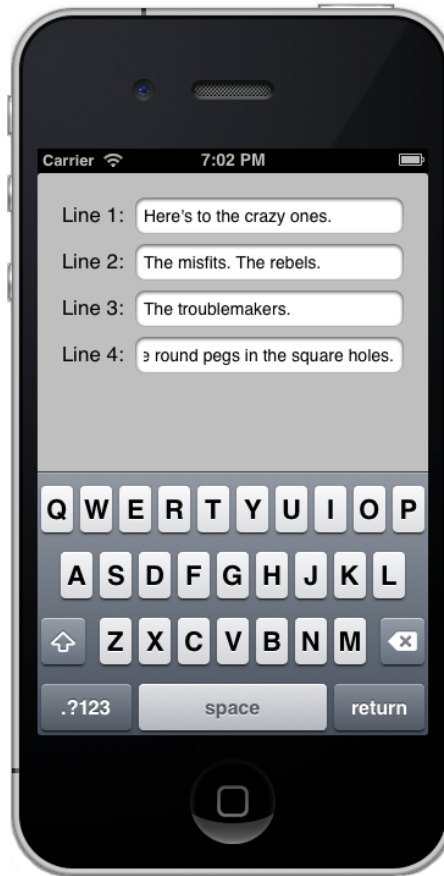 Carrier 7:02 PM
Line 1: Here's to the crazy ones.
Line 2: The misfits. The rebels.
Line 3: The troublemakers.
Line 4: e round pegs in the square holes.
Q W E R T Y U I O P
A S D F G H J K L
Z X C V B N M
.?123 space return